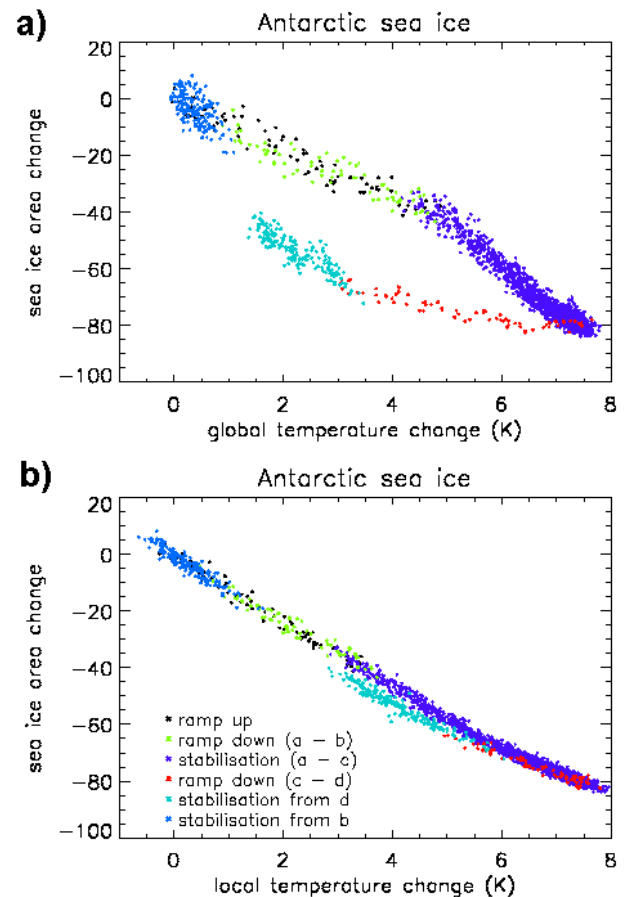 a)
Antarctic sea ice
20
0
−20
−40
−60
−80
−100
sea ice area change
0 2 4 6 8
global temperature change (K)
b)
Antarctic sea ice
20
0
−20
−40
−60
−80
−100
sea ice area change
ramp up
ramp down (a − b)
stabilisation (a − c)
ramp down (c − d)
stabilisation from d
stabilisation from b
0 2 4 6 8
local temperature change (K)